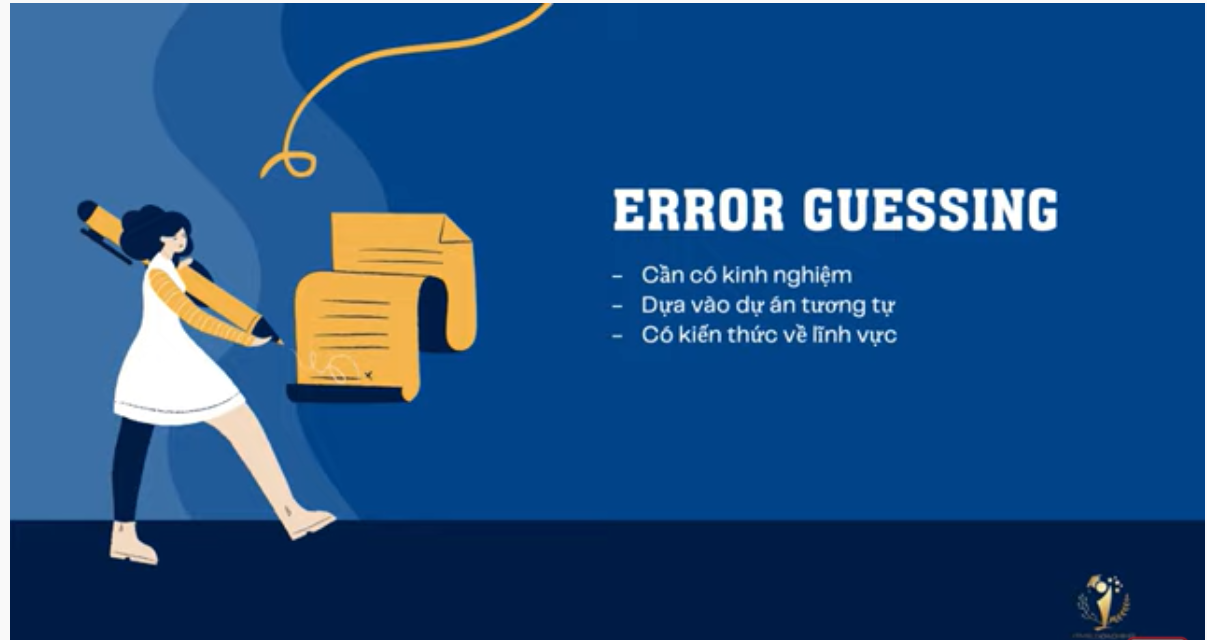 ERROR GUESSING
- Cần có kinh nghiệm
- Dựa vào dự án tương tự
- Có kiến thức về lĩnh vực